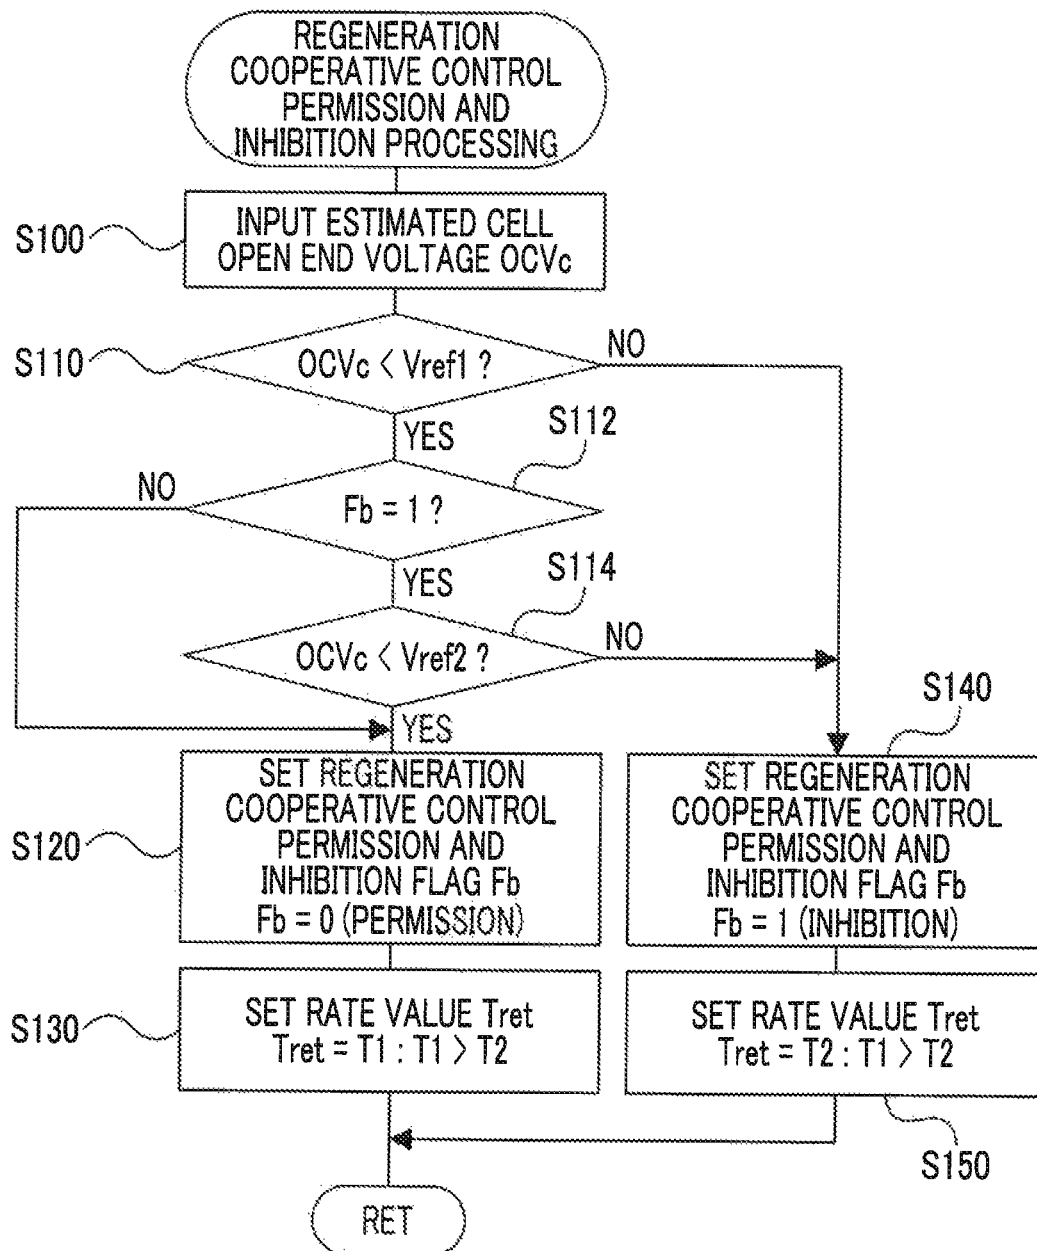 REGENERATION
COOPERATIVE CONTROL
PERMISSION AND
INHIBITION PROCESSING
S100
INPUT ESTIMATED CELL
OPEN END VOLTAGE OCVc
S110
OCVc < Vref1 ?
NO
YES
S112
NO
Fb = 1 ?
YES
S114
OCVc < Vref2 ?
NO
YES
S120
SET REGENERATION
COOPERATIVE CONTROL
PERMISSION AND
INHIBITION FLAG Fb
Fb = 0 (PERMISSION)
S140
SET REGENERATION
COOPERATIVE CONTROL
PERMISSION AND
INHIBITION FLAG Fb
Fb = 1 (INHIBITION)
S130
SET RATE VALUE Tret
Tret = T1 : T1 > T2
SET RATE VALUE Tret
Tret = T2 : T1 > T2
S150
RET